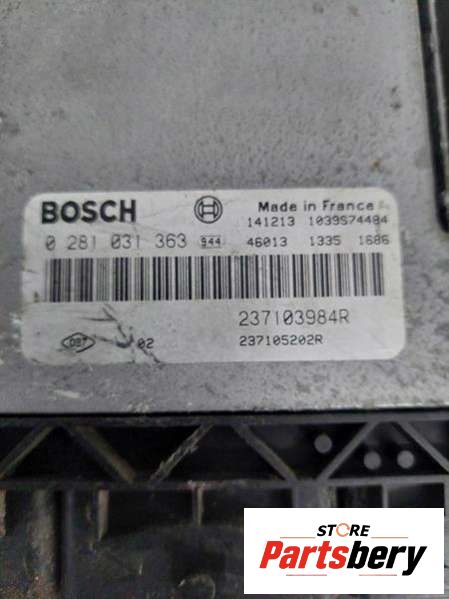 BOSCH Made in France
141213 1039S74484
0 281 031 363 944 46013 1335 1686
237103984R
02 237105202R
STORE
Partsbery